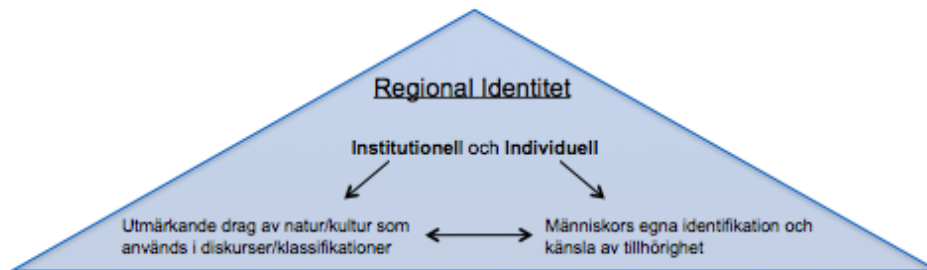 Regional Identitet
Institutionell och Individuell
Utmärkande drag av natur/kultur som
används i diskurser/klassifikationer
Människors egna identifikation och
känsla av tillhörighet